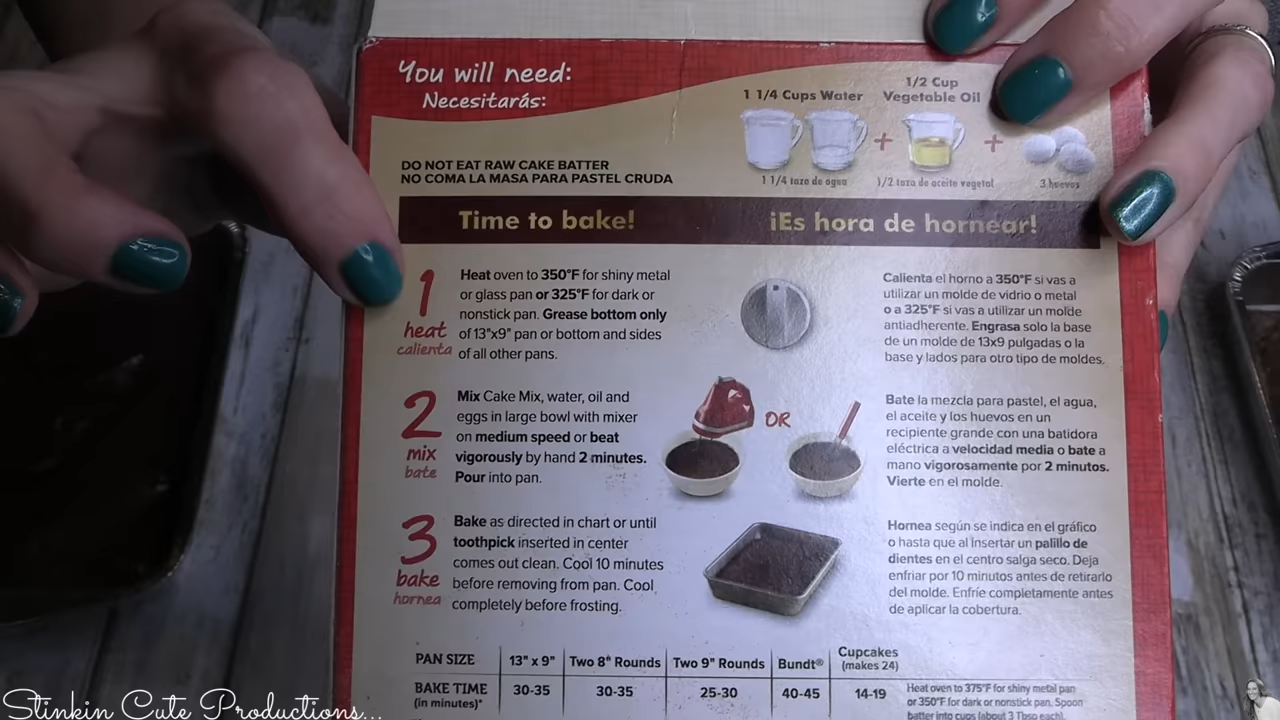 You will need:
Necesitarás:
1 1/4 Cups Water
1/2 Cup
Vegetable Oil
1 1/4 taza de agua
1/2 taza de aceite vegetal
3 huevos
DO NOT EAT RAW CAKE BATTER
NO COMA LA MASA PARA PASTEL CRUDA
Time to bake!
¡Es hora de hornear!
1
heat
calienta
Heat oven to 350°F for shiny metal
or glass pan or 325°F for dark or
nonstick pan. Grease bottom only
of 13"x9" pan or bottom and sides
of all other pans.
Calienta el horno a 350°F si vas a
utilizar un molde de vidrio o metal
o a 325°F si vas a utilizar un molde
antiadherente. Engrasa solo la base
de un molde de 13x9 pulgadas o la
base y lados para otro tipo de moldes.
2
mix
bate
Mix Cake Mix, water, oil and
eggs in large bowl with mixer
on medium speed or beat
vigorously by hand 2 minutes.
Pour into pan.
OR
Bate la mezcla para pastel, el agua,
el aceite y los huevos en un
recipiente grande con una batidora
eléctrica a velocidad media o bate a
mano vigorosamente por 2 minutos.
Vierte en el molde.
3
bake
hornea
Bake as directed in chart or until
toothpick inserted in center
comes out clean. Cool 10 minutes
before removing from pan. Cool
completely before frosting.
Hornea según se indica en el gráfico
o hasta que al insertar un palillo de
dientes en el centro salga seco. Deja
enfriar por 10 minutos antes de retirarlo
del molde. Enfríe completamente antes
de aplicar la cobertura.
PAN SIZE 13" x 9" Two 8" Rounds Two 9" Rounds Bundt® Cupcakes
(makes 24)
BAKE TIME 30-35 30-35 25-30 40-45 14-19
(in minutes)*
Heat oven to 375°F for shiny metal pan
or 350°F for dark or nonstick pan. Spoon
batter into cups (about 3 Tbsp each).
Stinkin Cute Productions...